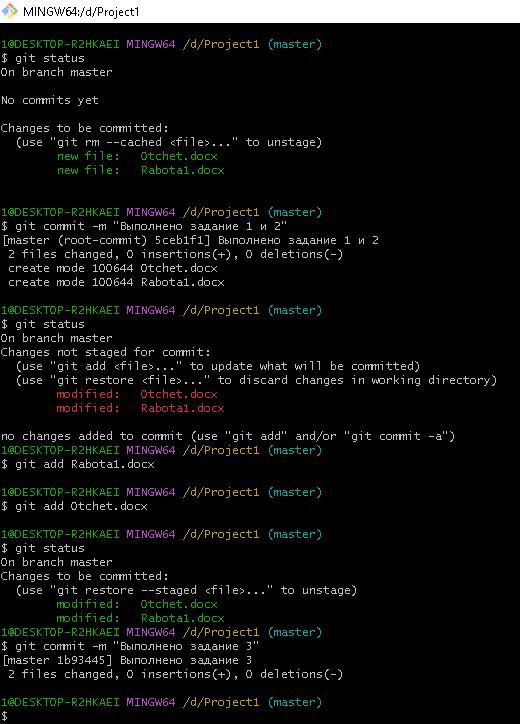 MINGW64:/d/Project1
1@DESKTOP-R2HKAEI MINGW64 /d/Project1 (master)
$ git status
On branch master
No commits yet
Changes to be committed:
  (use "git rm --cached <file>..." to unstage)
        new file:   Otchet.docx
        new file:   Rabota1.docx
1@DESKTOP-R2HKAEI MINGW64 /d/Project1 (master)
$ git commit -m "Выполнено задание 1 и 2"
[master (root-commit) 5ceb1f1] Выполнено задание 1 и 2
 2 files changed, 0 insertions(+), 0 deletions(-)
 create mode 100644 Otchet.docx
 create mode 100644 Rabota1.docx
1@DESKTOP-R2HKAEI MINGW64 /d/Project1 (master)
$ git status
On branch master
Changes not staged for commit:
  (use "git add <file>..." to update what will be committed)
  (use "git restore <file>..." to discard changes in working directory)
        modified:   Otchet.docx
        modified:   Rabota1.docx
no changes added to commit (use "git add" and/or "git commit -a")
1@DESKTOP-R2HKAEI MINGW64 /d/Project1 (master)
$ git add Rabota1.docx
1@DESKTOP-R2HKAEI MINGW64 /d/Project1 (master)
$ git add Otchet.docx
1@DESKTOP-R2HKAEI MINGW64 /d/Project1 (master)
$ git status
On branch master
Changes to be committed:
  (use "git restore --staged <file>..." to unstage)
        modified:   Otchet.docx
        modified:   Rabota1.docx
1@DESKTOP-R2HKAEI MINGW64 /d/Project1 (master)
$ git commit -m "Выполнено задание 3"
[master 1b93445] Выполнено задание 3
 2 files changed, 0 insertions(+), 0 deletions(-)
1@DESKTOP-R2HKAEI MINGW64 /d/Project1 (master)
$